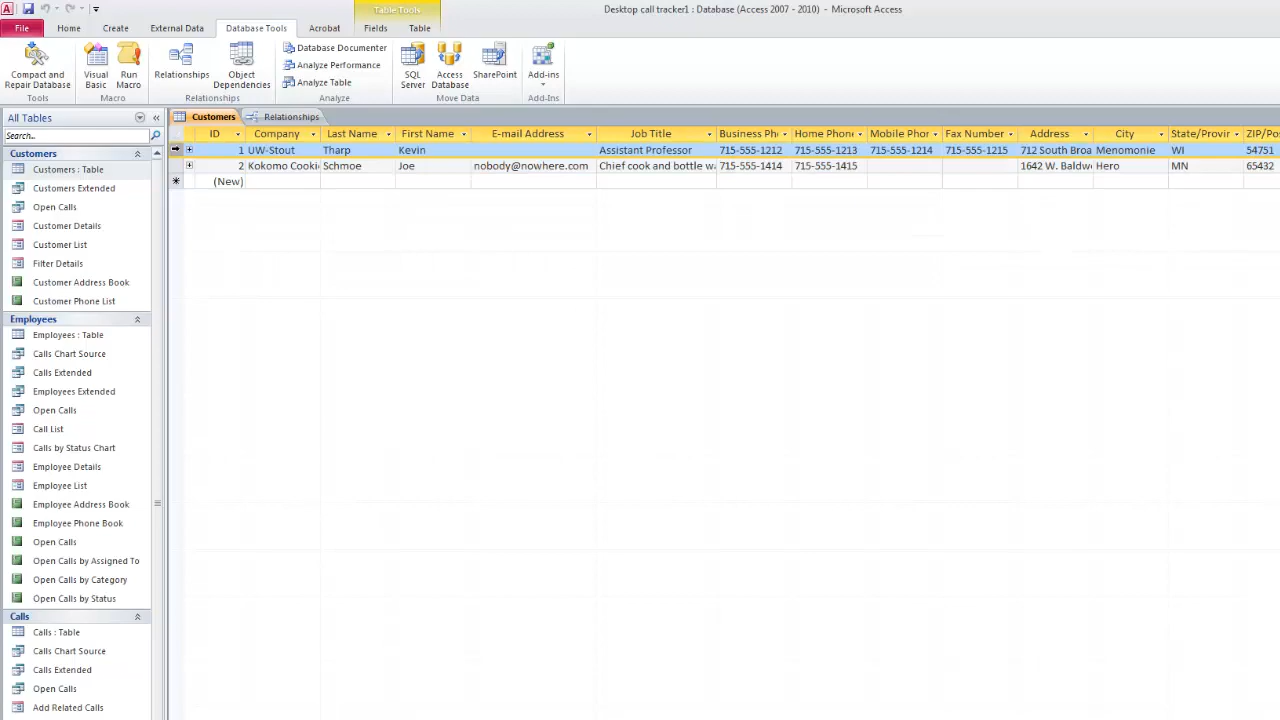 Table Tools
Desktop call tracker1 : Database (Access 2007 - 2010) - Microsoft Access
File Home Create External Data Database Tools Acrobat Fields Table
Compact and Repair Database
Visual Basic
Run Macro
Relationships
Object Dependencies
Database Documenter
Analyze Performance
Analyze Table
SQL Server
Access Database
SharePoint
Add-ins
Tools Macro Relationships Analyze Move Data Add-Ins
All Tables
Search...
Customers
Customers : Table
Customers Extended
Open Calls
Customer Details
Customer List
Filter Details
Customer Address Book
Customer Phone List
Employees
Employees : Table
Calls Chart Source
Calls Extended
Employees Extended
Open Calls
Call List
Calls by Status Chart
Employee Details
Employee List
Employee Address Book
Employee Phone Book
Open Calls
Open Calls by Assigned To
Open Calls by Category
Open Calls by Status
Calls
Calls : Table
Calls Chart Source
Calls Extended
Open Calls
Add Related Calls
Customers Relationships
ID Company Last Name First Name E-mail Address Job Title Business Ph Home Phone Mobile Phor Fax Number Address City State/Provir ZIP/Po
1 UW-Stout Tharp Kevin Assistant Professor 715-555-1212 715-555-1213 715-555-1214 715-555-1215 712 South Broa Menomonie WI 54751
2 Kokomo Cooki Schmoe Joe nobody@nowhere.com Chief cook and bottle wa 715-555-1414 715-555-1415 1642 W. Baldw Hero MN 65432
(New)